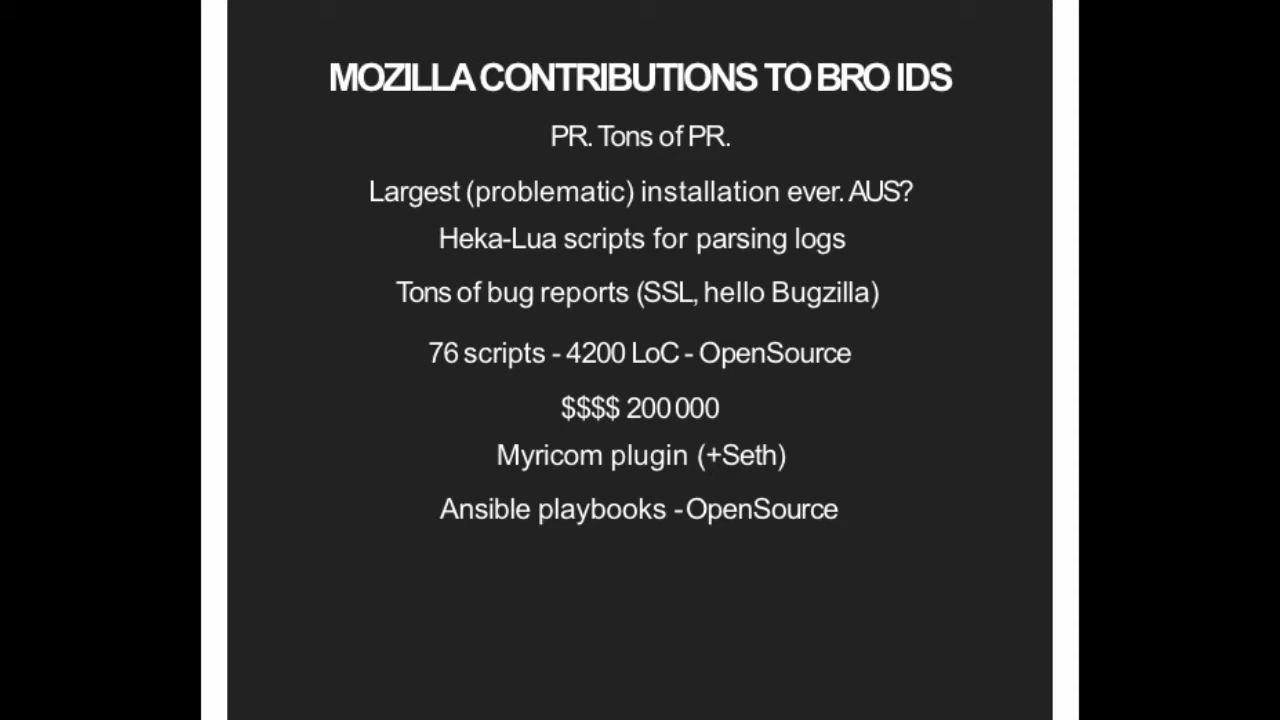 MOZILLA CONTRIBUTIONS TO BRO IDS
PR. Tons of PR.
Largest (problematic) installation ever. AUS?
Heka-Lua scripts for parsing logs
Tons of bug reports (SSL, hello Bugzilla)
76 scripts - 4200 LoC - OpenSource
$$$$ 200 000
Myricom plugin (+Seth)
Ansible playbooks - OpenSource